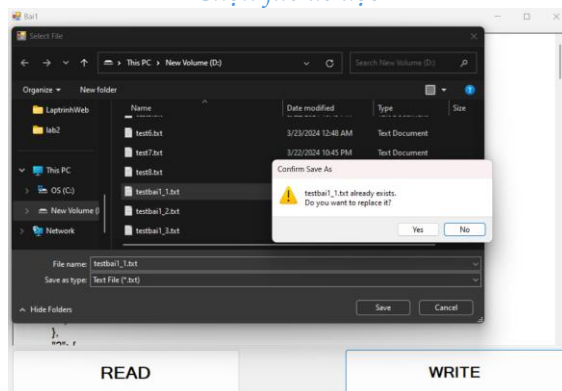 Bai1
Select File
This PC > New Volume (D:)
Search New Volume (D:)
Organize
New folder
Name
Date modified
Type
Size
LaptrinhWeb
lab2
This PC
OS (C:)
New Volume (
Network
test6.txt
3/23/2024 12:48 AM
Text Document
test7.txt
3/22/2024 10:45 PM
Text Document
test8.txt
testbai1_1.txt
testbai1_2.txt
testbai1_3.txt
Confirm Save As
testbai1_1.txt already exists.
Do you want to replace it?
Yes
No
File name: testbai1_1.txt
Save as type: Text File (*.txt)
Hide Folders
Save
Cancel
},
READ
WRITE